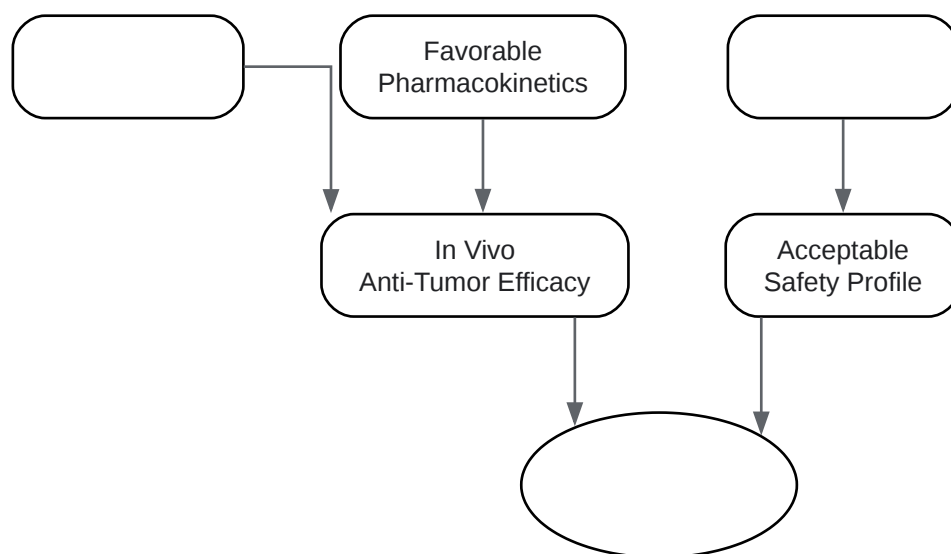 Favorable
Pharmacokinetics
In Vivo
Anti-Tumor Efficacy
Acceptable
Safety Profile